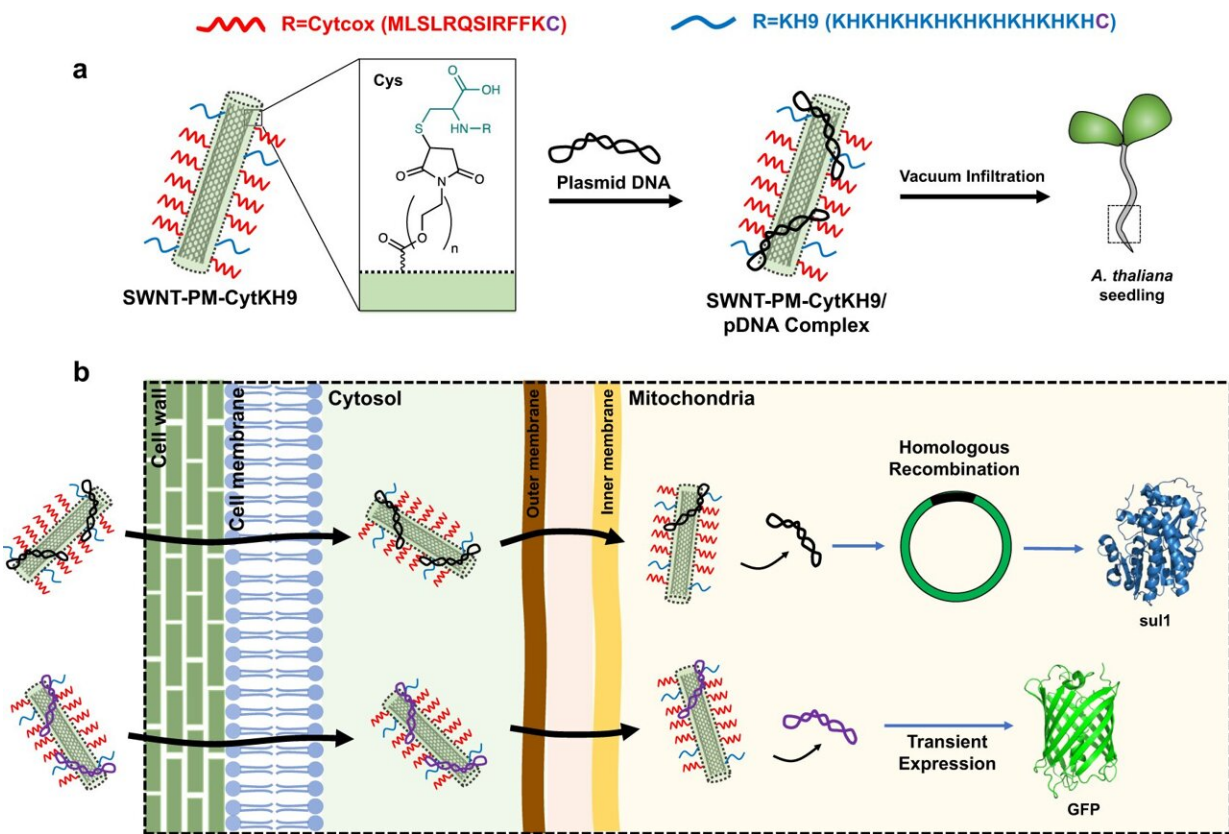 R=Cytcox (MLSLRQSIRFFKC)
R=KH9 (KHKHKHKHKHKHKHKHKHC)
a
Cys
O
OH
S
HN-R
O
N
O
O
O
n
SWNT-PM-CytKH9
Plasmid DNA
SWNT-PM-CytKH9/
pDNA Complex
Vacuum Infiltration
A. thaliana
seedling
b
Cell wall
Cell membrane
Cytosol
Outer membrane
Inner membrane
Mitochondria
Homologous
Recombination
sul1
Transient
Expression
GFP